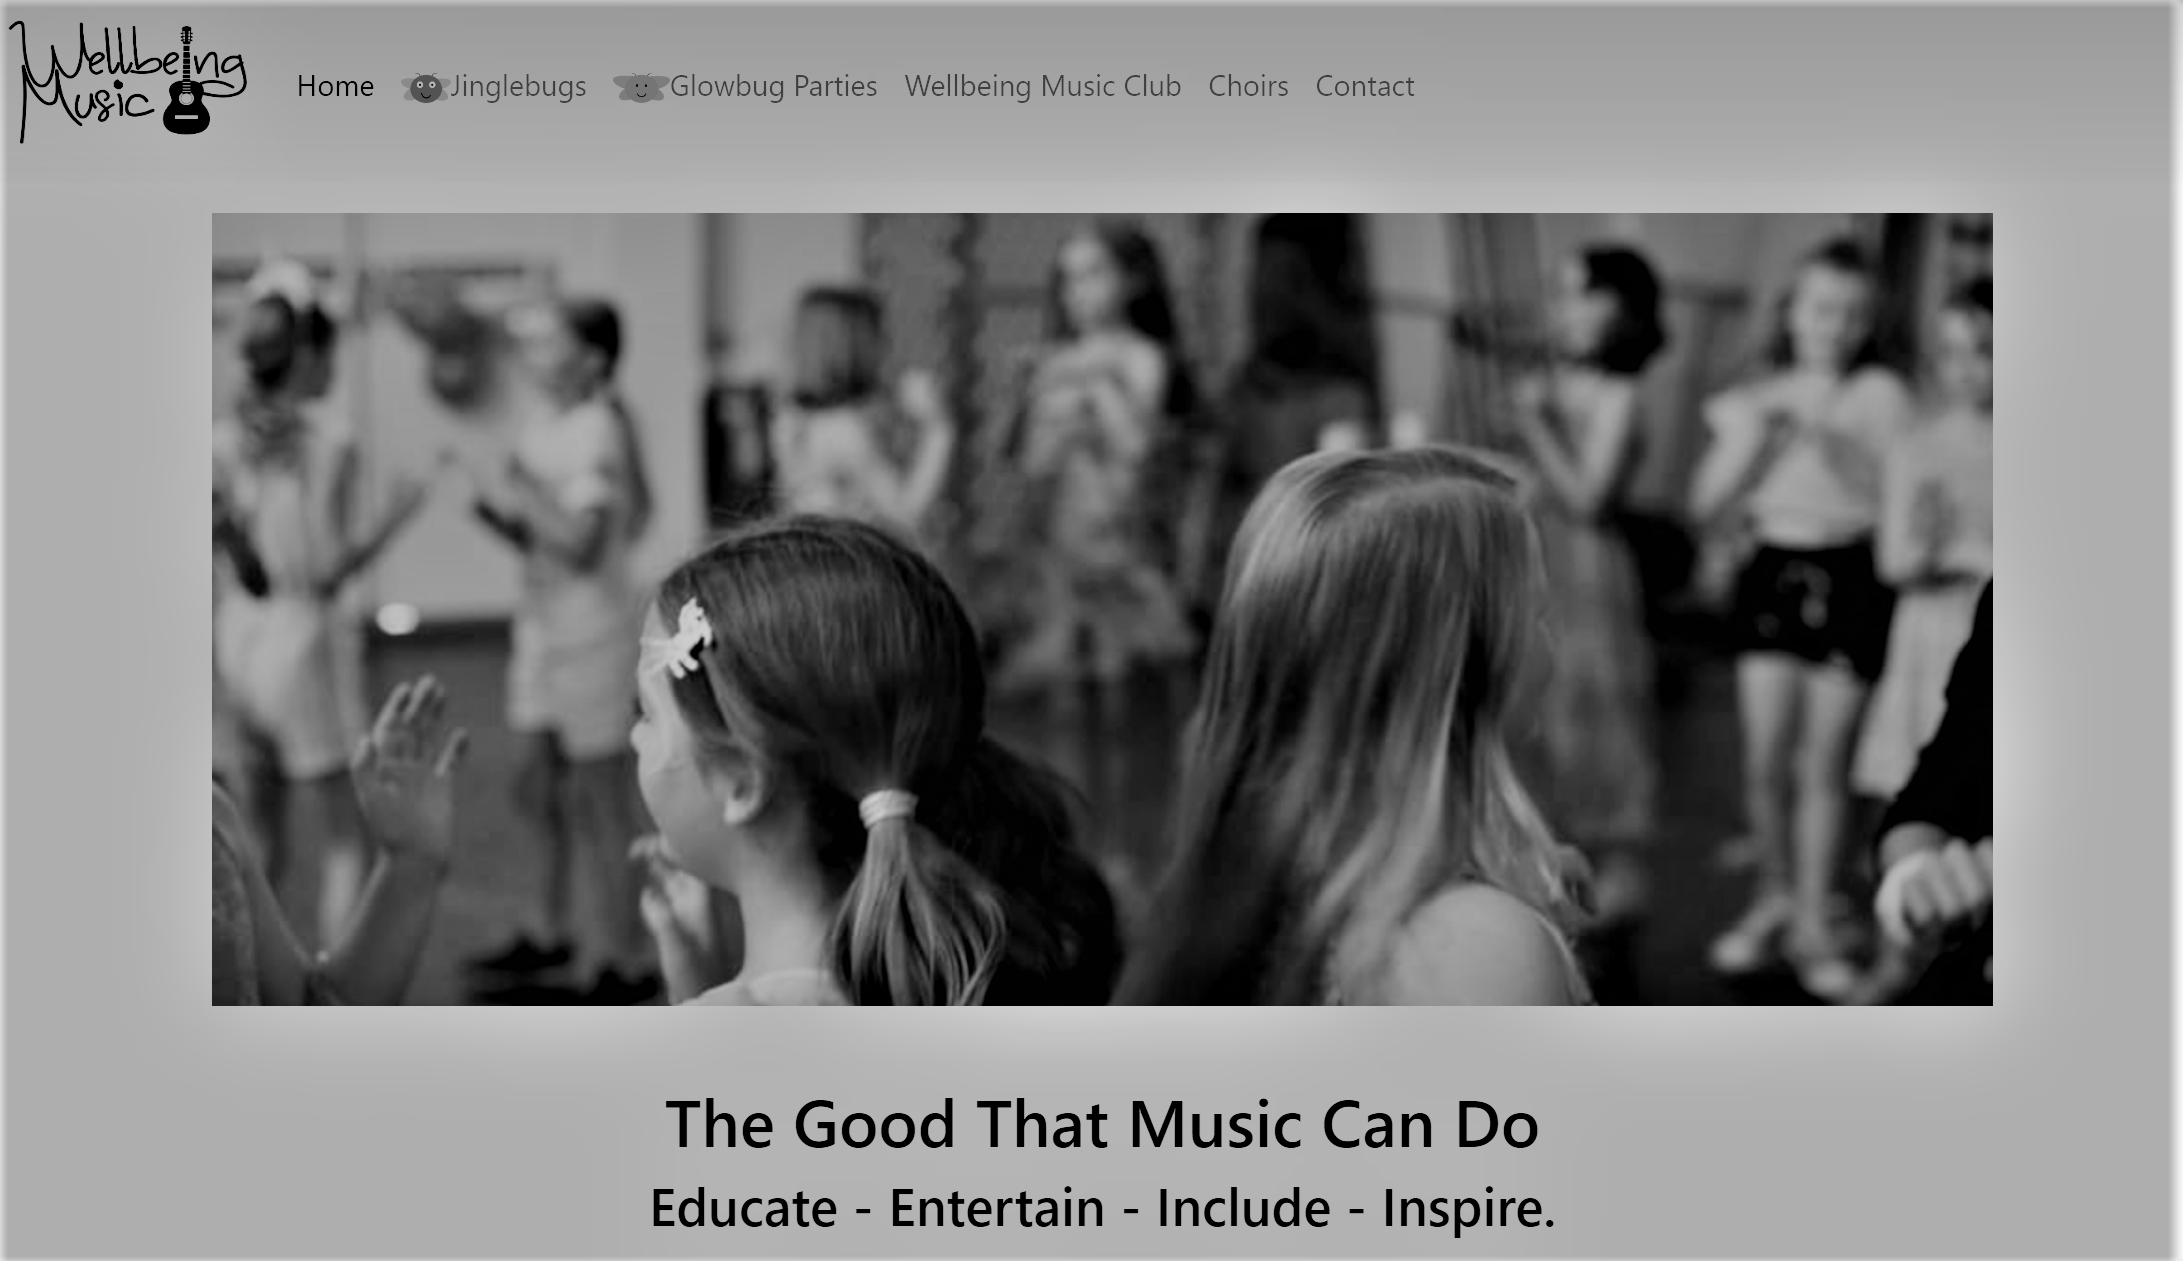 Wellbeing
Music
Home Jinglebugs Glowbug Parties Wellbeing Music Club Choirs Contact
The Good That Music Can Do
Educate - Entertain - Include - Inspire.